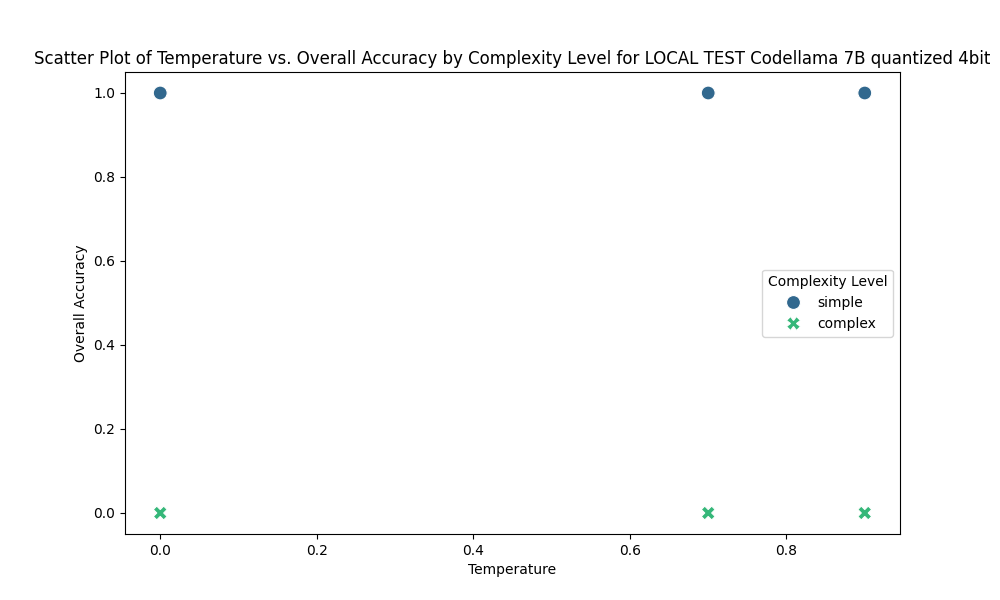 Scatter Plot of Temperature vs. Overall Accuracy by Complexity Level for LOCAL TEST Codellama 7B quantized 4bit
1.0
0.8
0.6
0.4
0.2
0.0
Overall Accuracy
Complexity Level
simple
complex
0.0 0.2 0.4 0.6 0.8
Temperature